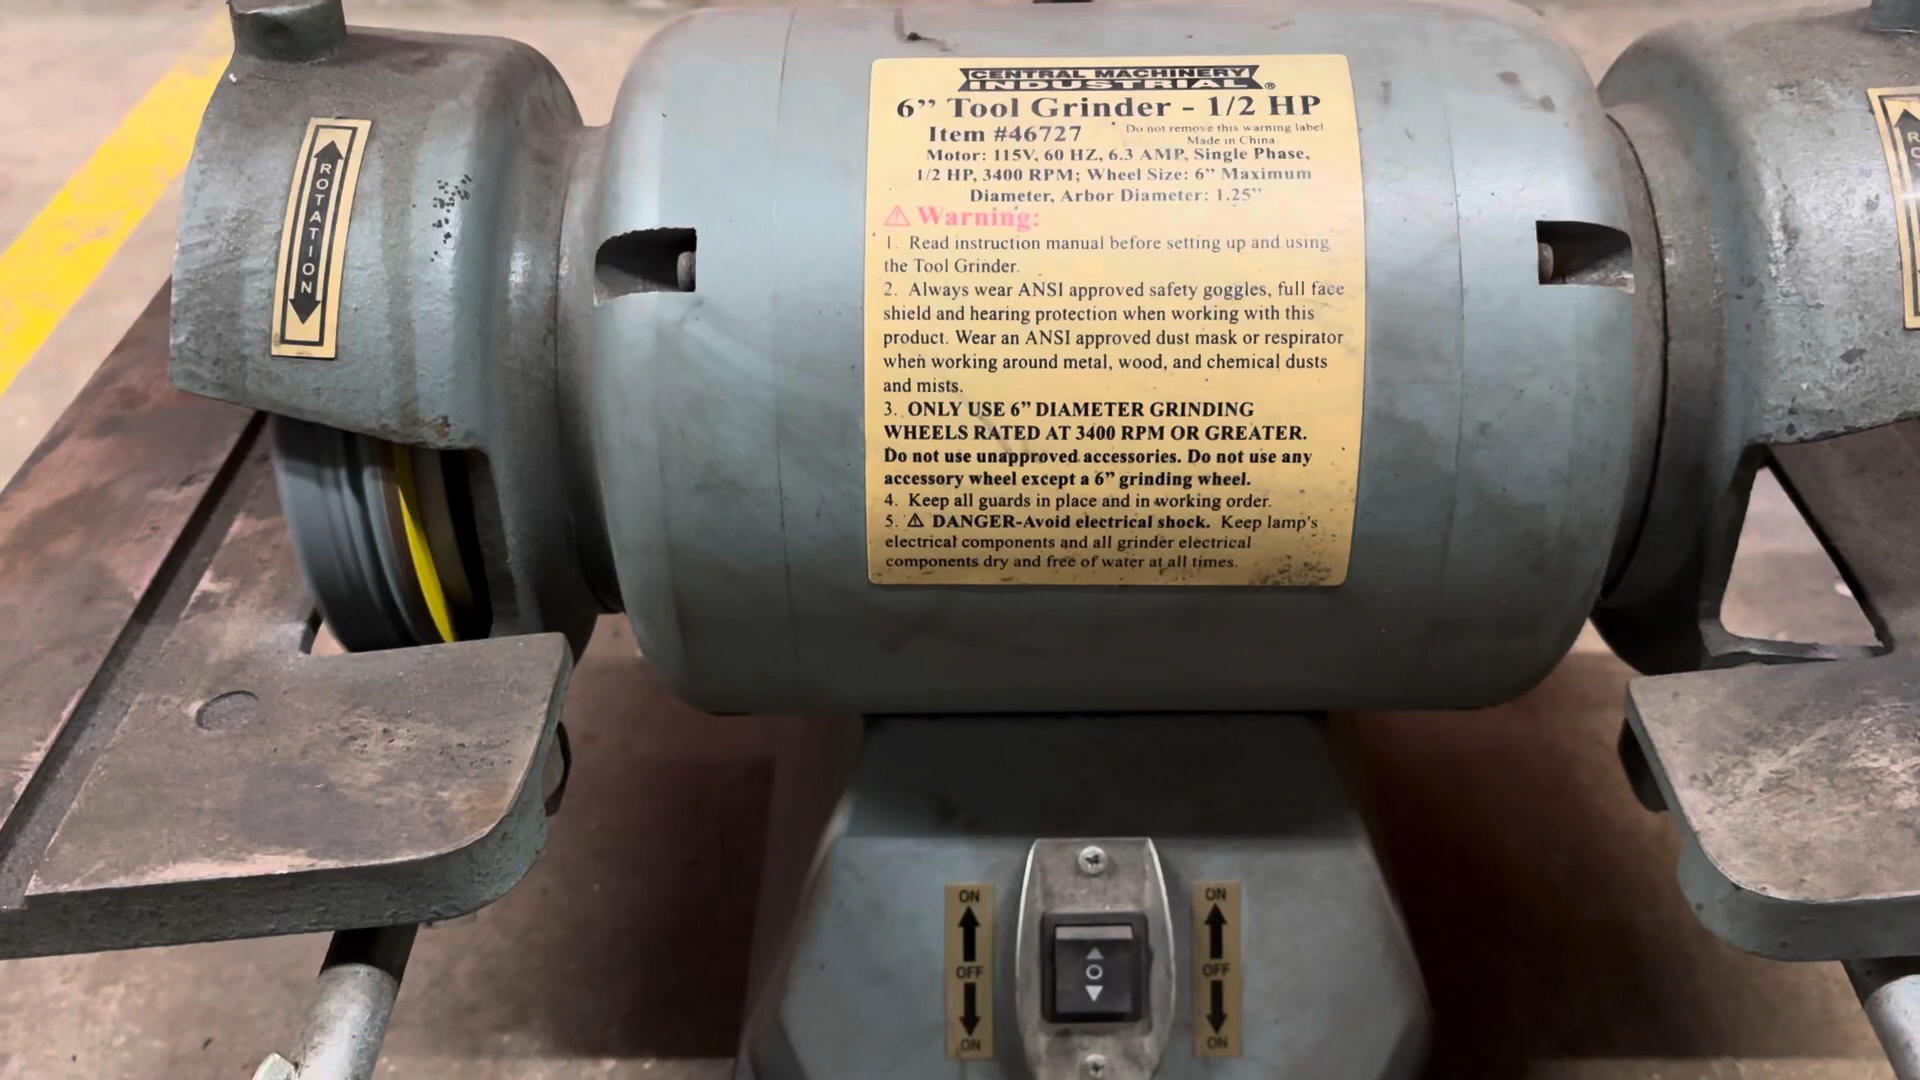 CENTRAL MACHINERY
INDUSTRIAL®
6” Tool Grinder - 1/2 HP
Item #46727
Do not remove this warning label.
Made in China
Motor: 115V, 60 HZ, 6.3 AMP, Single Phase,
1/2 HP, 3400 RPM; Wheel Size: 6” Maximum
Diameter, Arbor Diameter: 1.25”
⚠ Warning:
1. Read instruction manual before setting up and using
the Tool Grinder.
2. Always wear ANSI approved safety goggles, full face
shield and hearing protection when working with this
product. Wear an ANSI approved dust mask or respirator
when working around metal, wood, and chemical dusts
and mists.
3. ONLY USE 6” DIAMETER GRINDING
WHEELS RATED AT 3400 RPM OR GREATER.
Do not use unapproved accessories. Do not use any
accessory wheel except a 6” grinding wheel.
4. Keep all guards in place and in working order.
5. ⚠ DANGER-Avoid electrical shock. Keep lamp's
electrical components and all grinder electrical
components dry and free of water at all times.
ROTATION
ON
OFF
ON
ON
OFF
ON